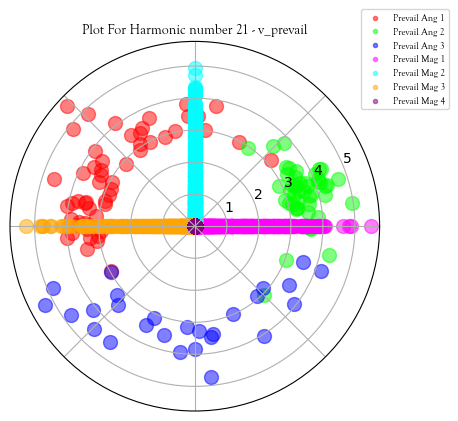 Plot For Harmonic number 21 - v_prevail
Prevail Ang 1
Prevail Ang 2
Prevail Ang 3
Prevail Mag 1
Prevail Mag 2
Prevail Mag 3
Prevail Mag 4
5
4
3
2
1